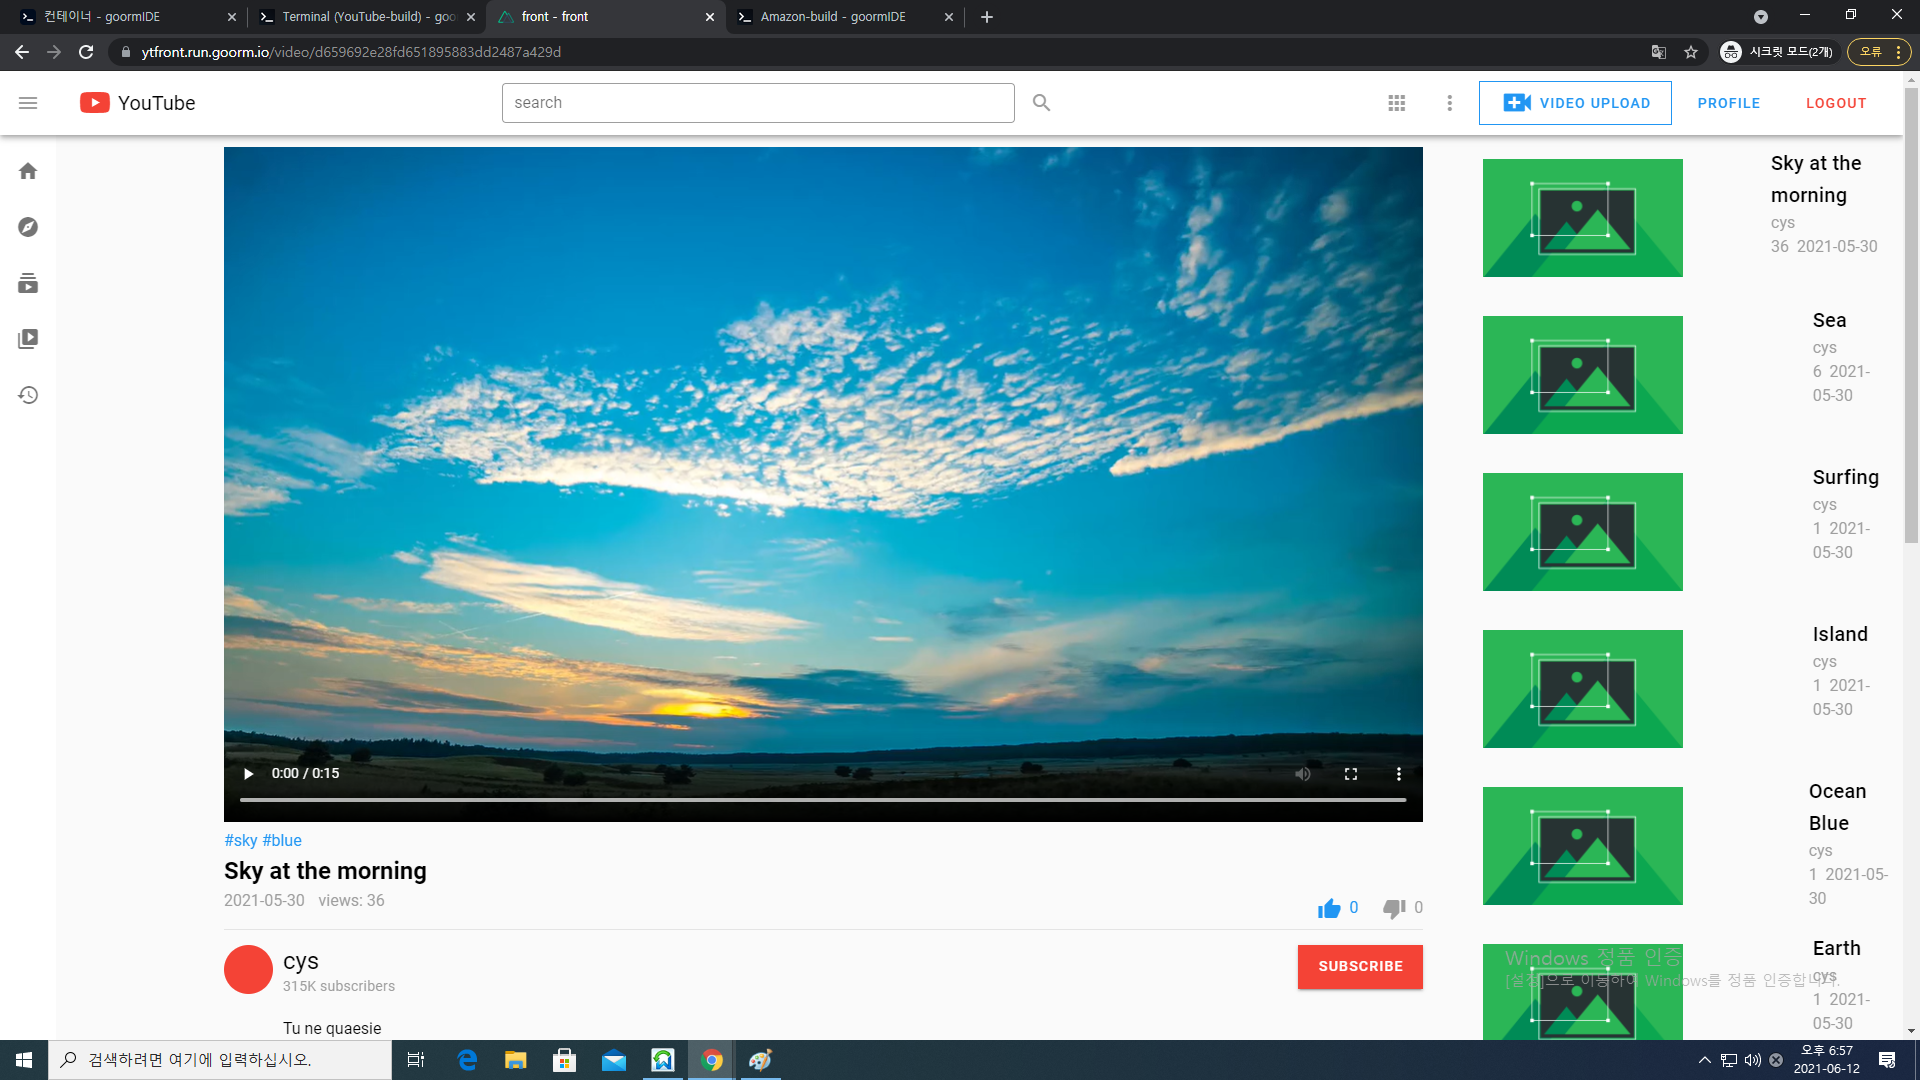 컨테이너 - goormIDE
Terminal (YouTube-build) - goo
front - front
Amazon-build - goormIDE
ytfront.run.goorm.io/video/d659692e28fd651895883dd2487a429d
시크릿 모드(2개)
오류
YouTube
search
VIDEO UPLOAD
PROFILE
LOGOUT
0:00 / 0:15
#sky #blue
Sky at the morning
2021-05-30 views: 36
0
0
cys
315K subscribers
SUBSCRIBE
Tu ne quaesie
Sky at the
morning
cys
36 2021-05-30
Sea
cys
6 2021-
05-30
Surfing
cys
1 2021-
05-30
Island
cys
1 2021-
05-30
Ocean
Blue
cys
1 2021-05-
30
Earth
cys
1 2021-
05-30
Windows 정품 인증
[설정]으로 이동하여 Windows를 정품 인증합니다.
검색하려면 여기에 입력하십시오.
오후 6:57
2021-06-12